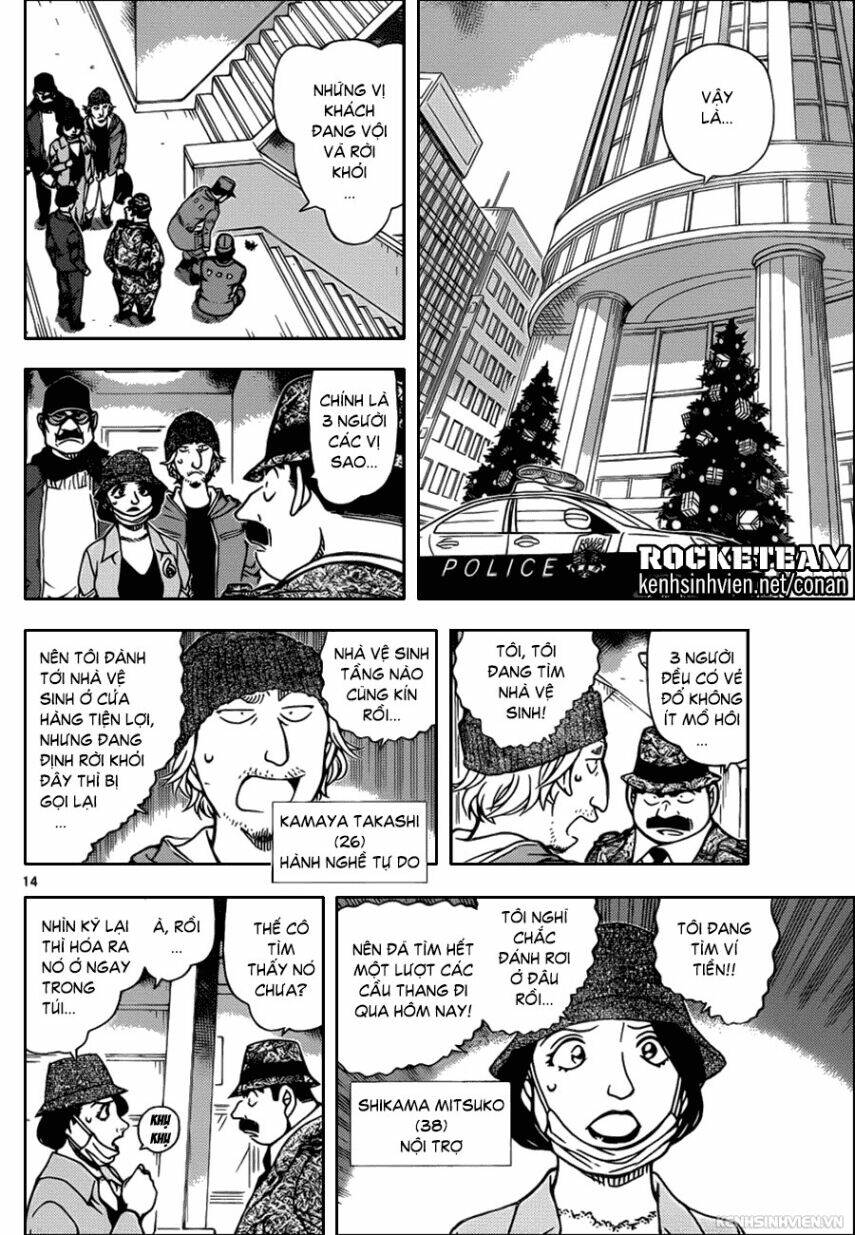 VẬY
LÀ...
NHỮNG VỊ
KHÁCH
ĐANG VỘI
VÃ RỜI
KHỎI
...
POLICE
ROCKETEAM
kenhsinhvien.net/conan
CHÍNH LÀ
3 NGƯỜI
CÁC VỊ
SAO...
3 NGƯỜI
ĐỀU CÓ VẺ
ĐỔ KHÔNG
ÍT MỒ HÔI
...
TÔI, TÔI
ĐANG TÌM
NHÀ VỆ
SINH!
NHÀ VỆ SINH
TẦNG NÀO
CŨNG KÍN
RỒI...
NÊN TÔI ĐÀNH
TỚI NHÀ VỆ
SINH Ở CỬA
HÀNG TIỆN LỢI,
NHƯNG ĐANG
ĐỊNH RỜI KHỎI
ĐÂY THÌ BỊ
GỌI LẠI
...
KAMAYA TAKASHI
(26)
HÀNH NGHỀ TỰ DO
14
TÔI ĐANG
TÌM VÍ
TIỀN!!
TÔI NGHĨ
CHẮC
ĐÁNH RƠI
Ở ĐÂU
RỒI...
NÊN ĐÃ TÌM HẾT
MỘT LƯỢT CÁC
CẦU THANG ĐI
QUA HÔM NAY!
SHIKAMA MITSUKO
(38)
NỘI TRỢ
THẾ CÔ
TÌM
THẤY NÓ
CHƯA?
À, RỒI
...
NHÌN KỸ LẠI
THÌ HÓA RA
NÓ Ở NGAY
TRONG
TÚI...
KHỤ
KHỤ
KENHSINHVIEN.VN